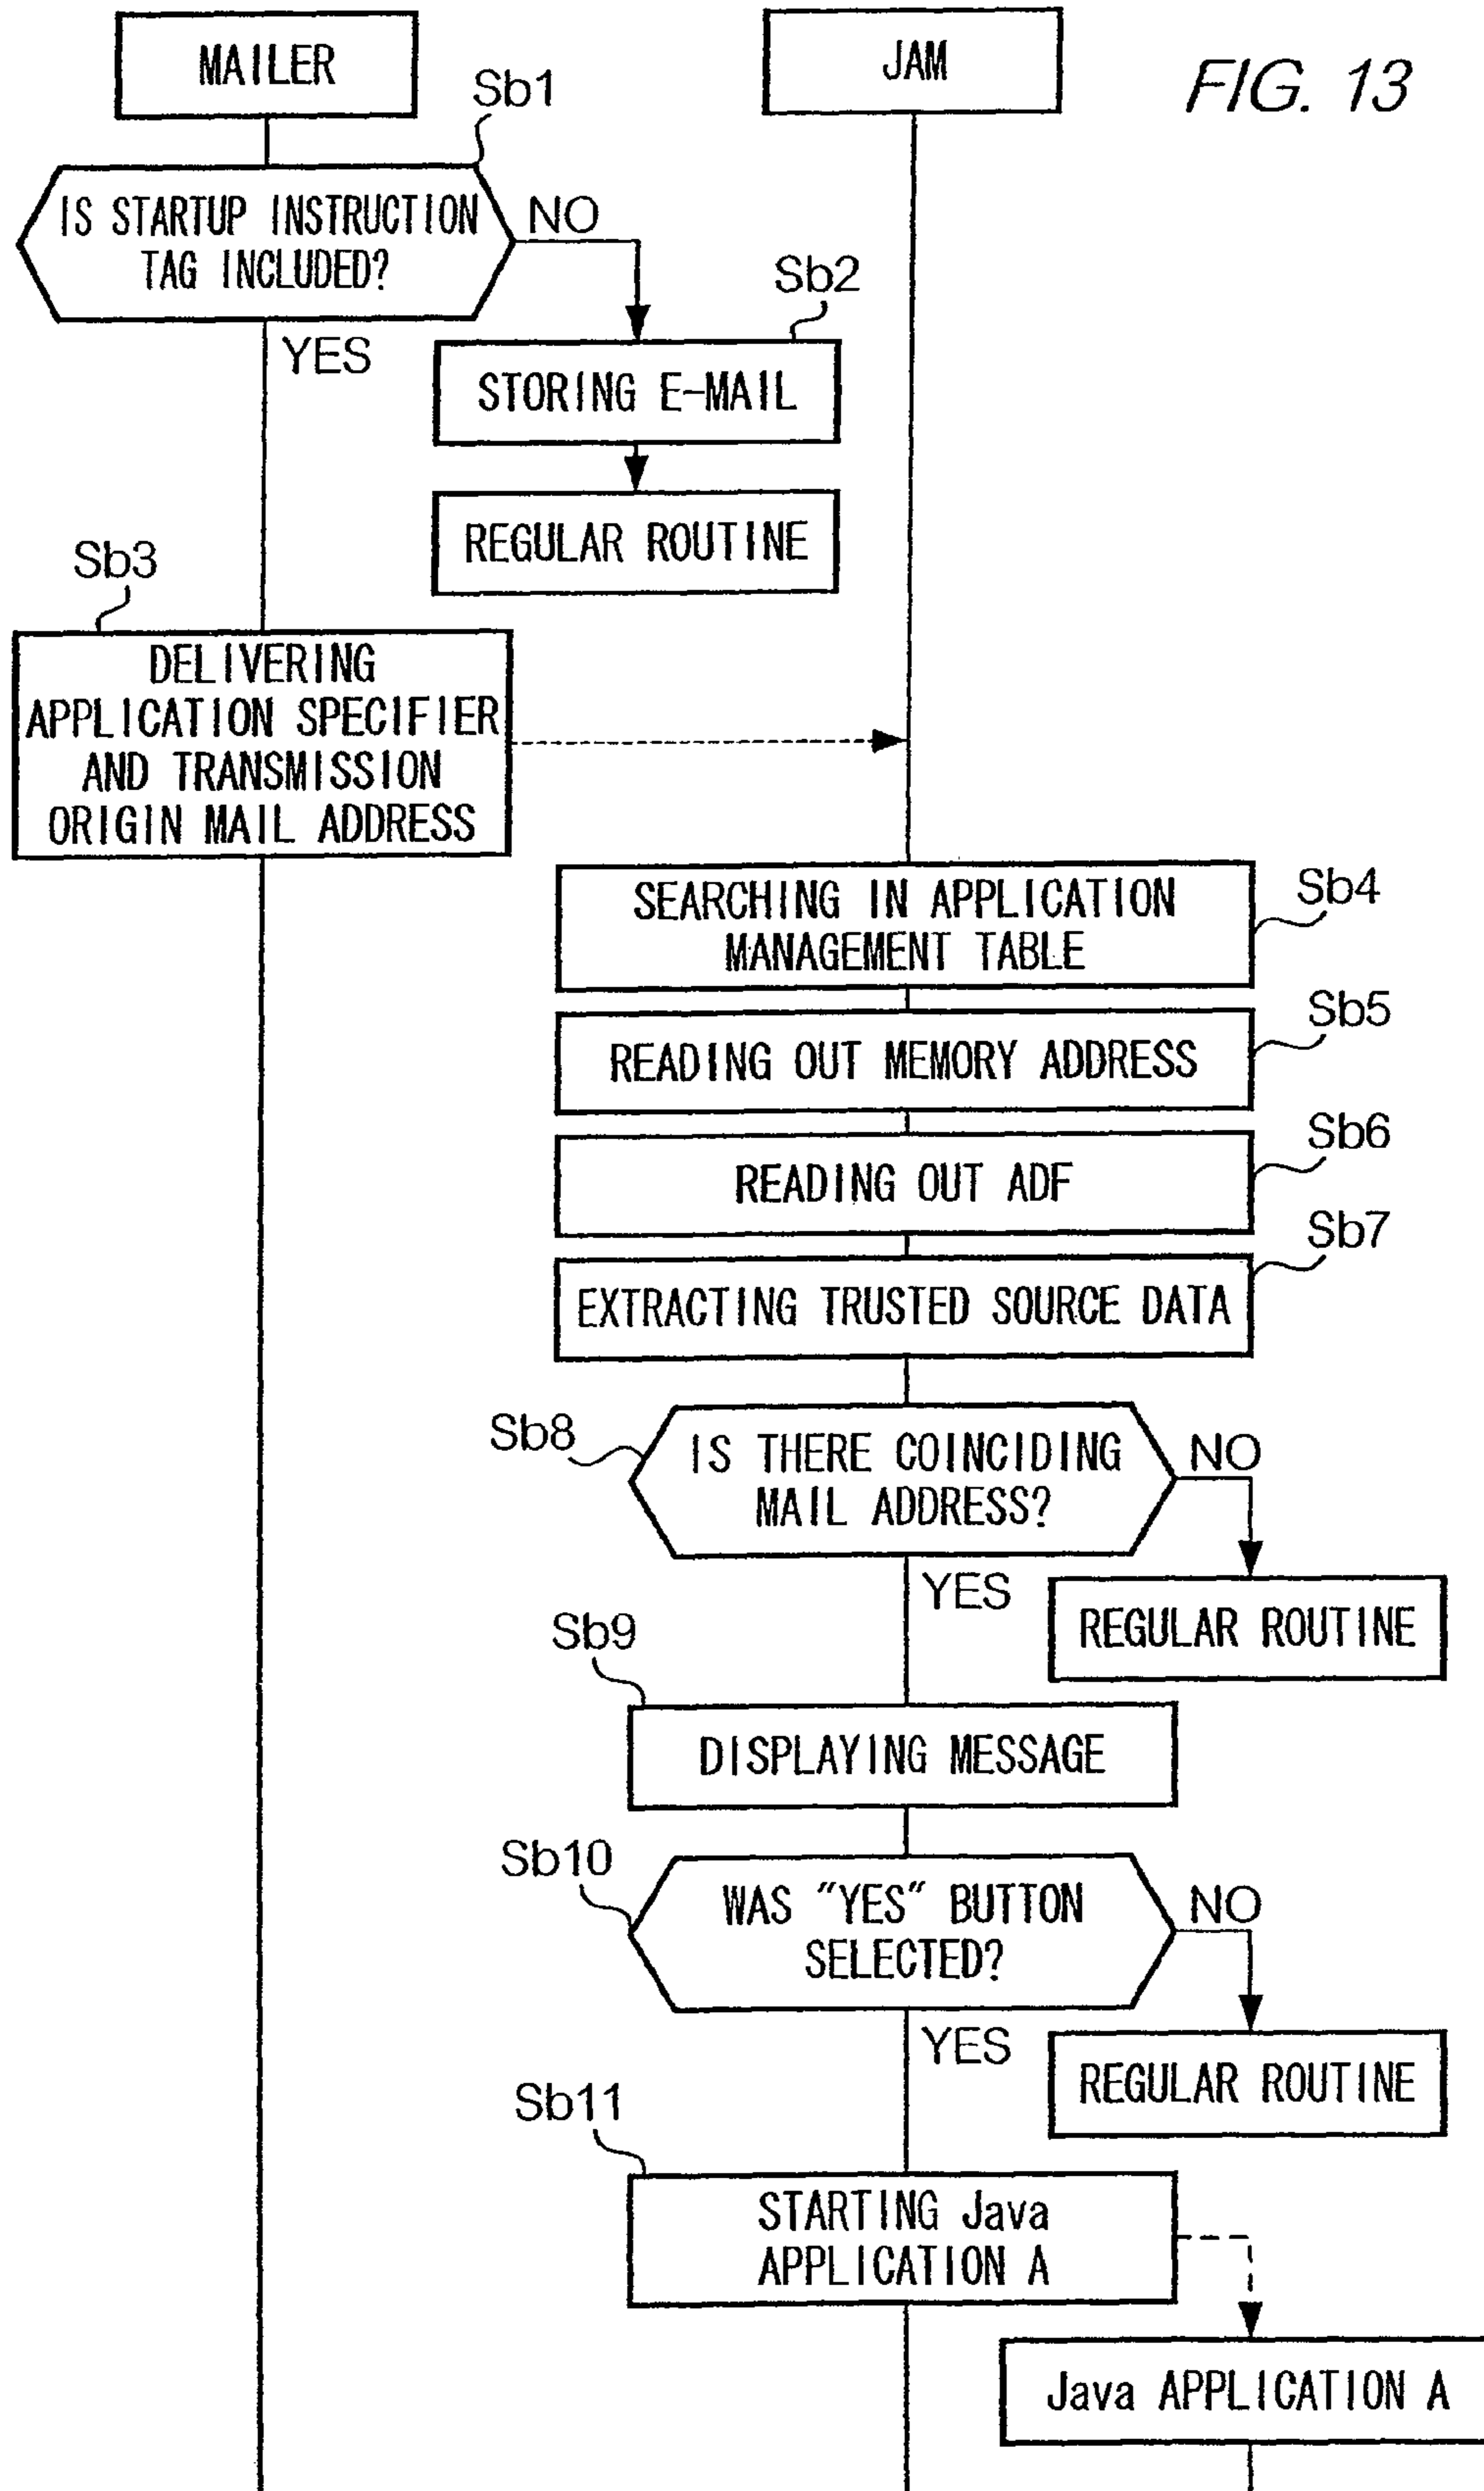 MAILER
JAM
FIG. 13
Sb1
IS STARTUP INSTRUCTION
TAG INCLUDED?
NO
YES
Sb2
STORING E-MAIL
REGULAR ROUTINE
Sb3
DELIVERING
APPLICATION SPECIFIER
AND TRANSMISSION
ORIGIN MAIL ADDRESS
SEARCHING IN APPLICATION
MANAGEMENT TABLE
Sb4
READING OUT MEMORY ADDRESS
Sb5
READING OUT ADF
Sb6
EXTRACTING TRUSTED SOURCE DATA
Sb7
Sb8
IS THERE COINCIDING
MAIL ADDRESS?
NO
YES
REGULAR ROUTINE
Sb9
DISPLAYING MESSAGE
Sb10
WAS "YES" BUTTON
SELECTED?
NO
YES
REGULAR ROUTINE
Sb11
STARTING Java
APPLICATION A
Java APPLICATION A